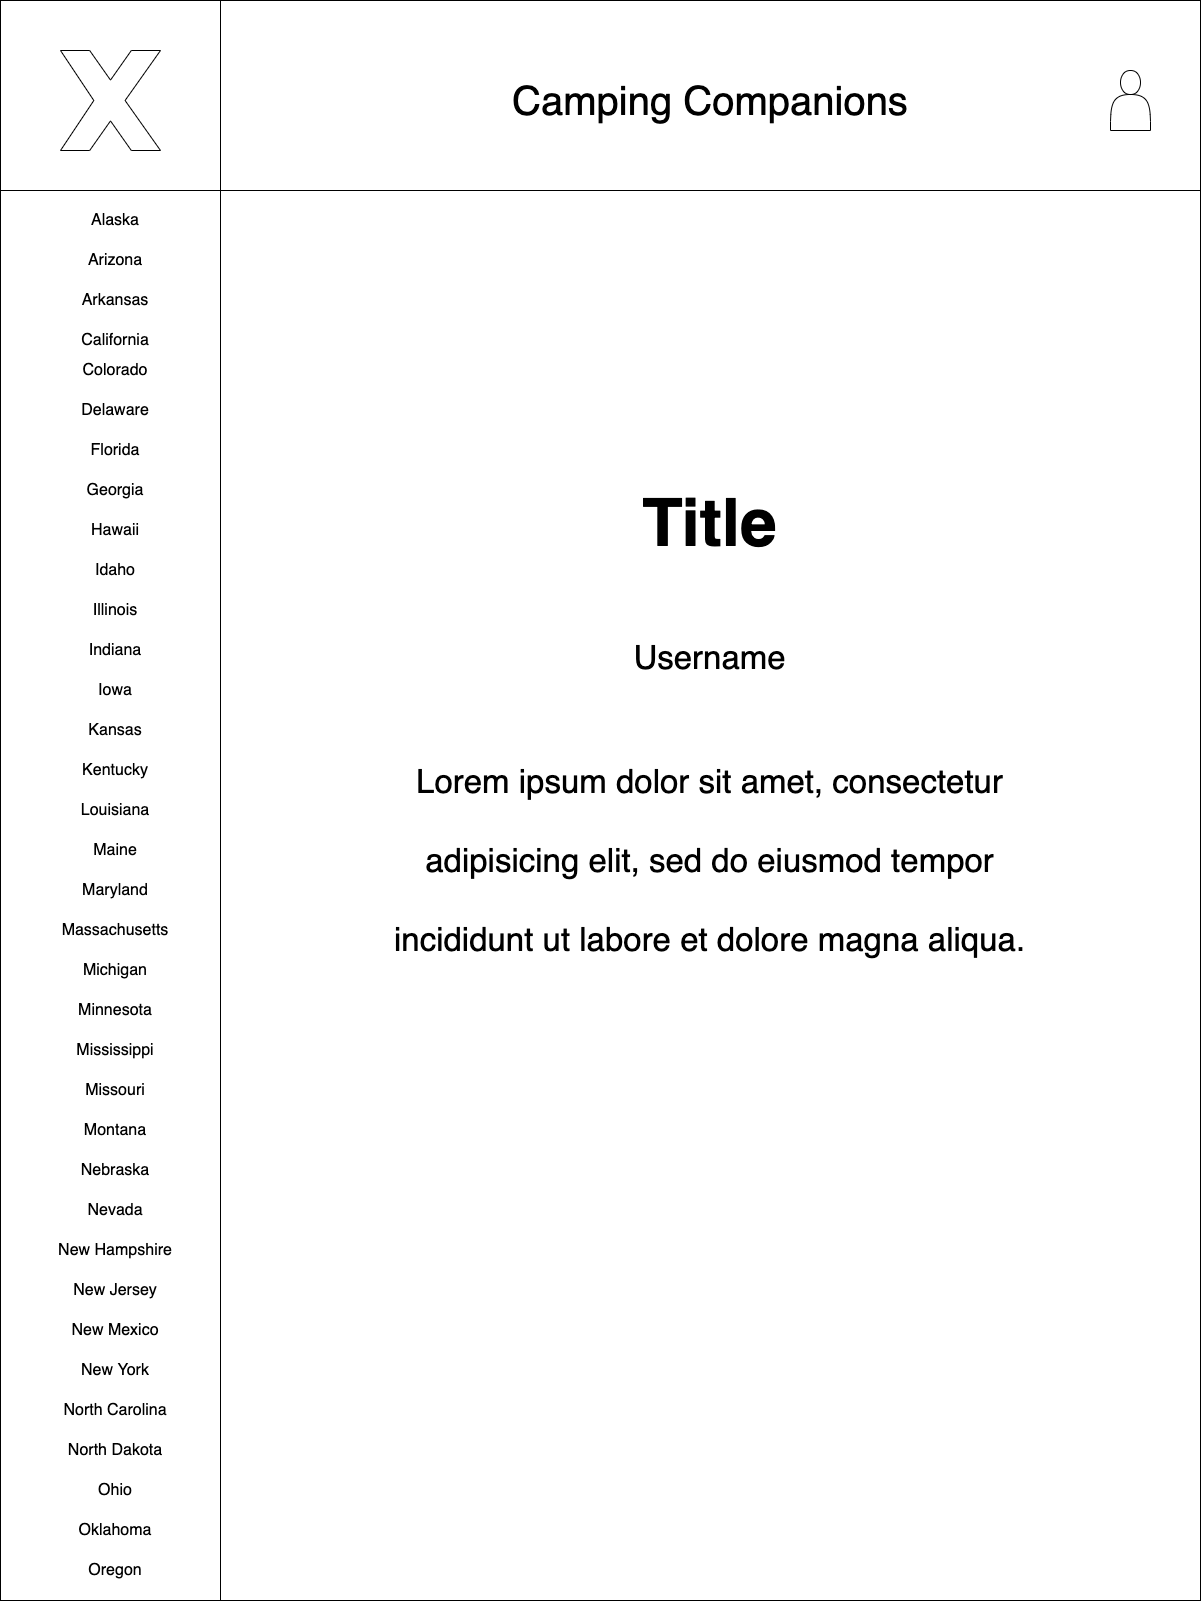 Camping Companions
Alaska
Arizona
Arkansas
California
Colorado
Delaware
Florida
Georgia
Hawaii
Idaho
Illinois
Indiana
Iowa
Kansas
Kentucky
Louisiana
Maine
Maryland
Massachusetts
Michigan
Minnesota
Mississippi
Missouri
Montana
Nebraska
Nevada
New Hampshire
New Jersey
New Mexico
New York
North Carolina
North Dakota
Ohio
Oklahoma
Oregon
Title
Username
Lorem ipsum dolor sit amet, consectetur
adipisicing elit, sed do eiusmod tempor
incididunt ut labore et dolore magna aliqua.